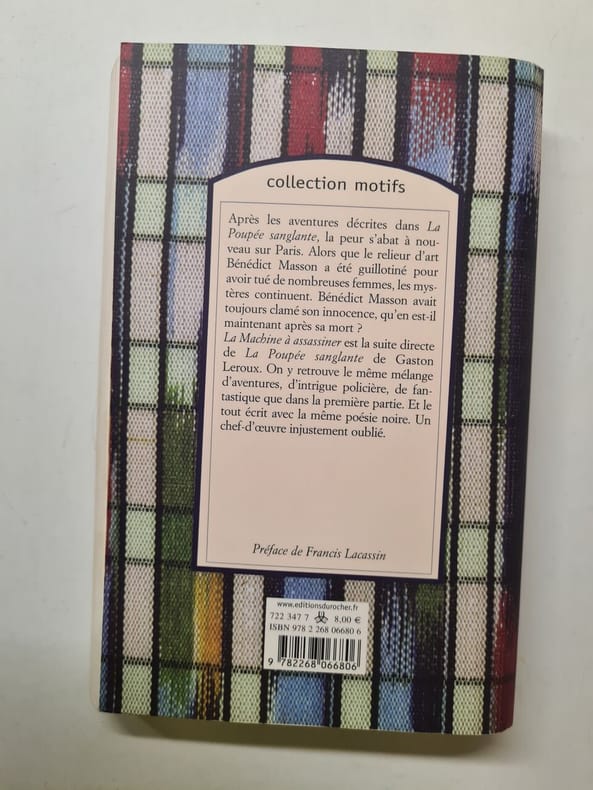 collection motifs
Après les aventures décrites dans La
Poupée sanglante, la peur s'abat à nou-
veau sur Paris. Alors que le relieur d'art
Bénédict Masson a été guillotiné pour
avoir tué de nombreuses femmes, les mys-
tères continuent. Bénédict Masson avait
toujours clamé son innocence, qu'en est-il
maintenant après sa mort ?
La Machine à assassiner est la suite directe
de La Poupée sanglante de Gaston
Leroux. On y retrouve le même mélange
d'aventures, d'intrigue policière, de fan-
tastique que dans la première partie. Et le
tout écrit avec la même poésie noire. Un
chef-d'œuvre injustement oublié.
Préface de Francis Lacassin
www.editionsdurocher.fr
722 347 7 8,00 €
ISBN 978 2 268 06680 6
9 782268 066806